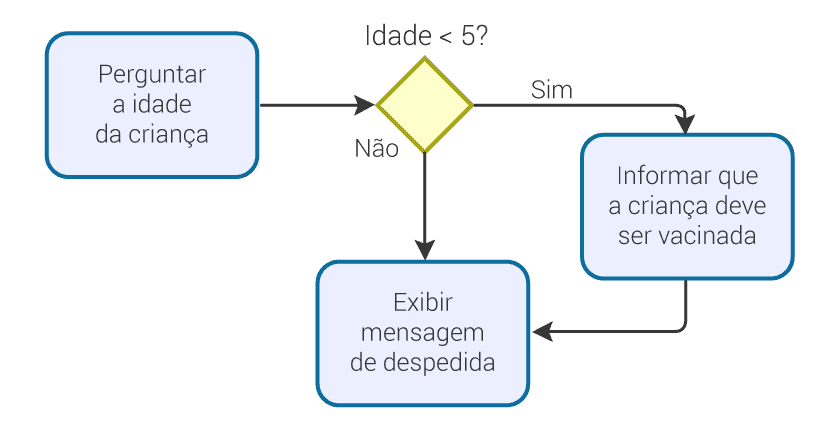 Perguntar
a idade
da criança
Idade < 5?
Sim
Não
Informar que
a criança deve
ser vacinada
Exibir
mensagem
de despedida